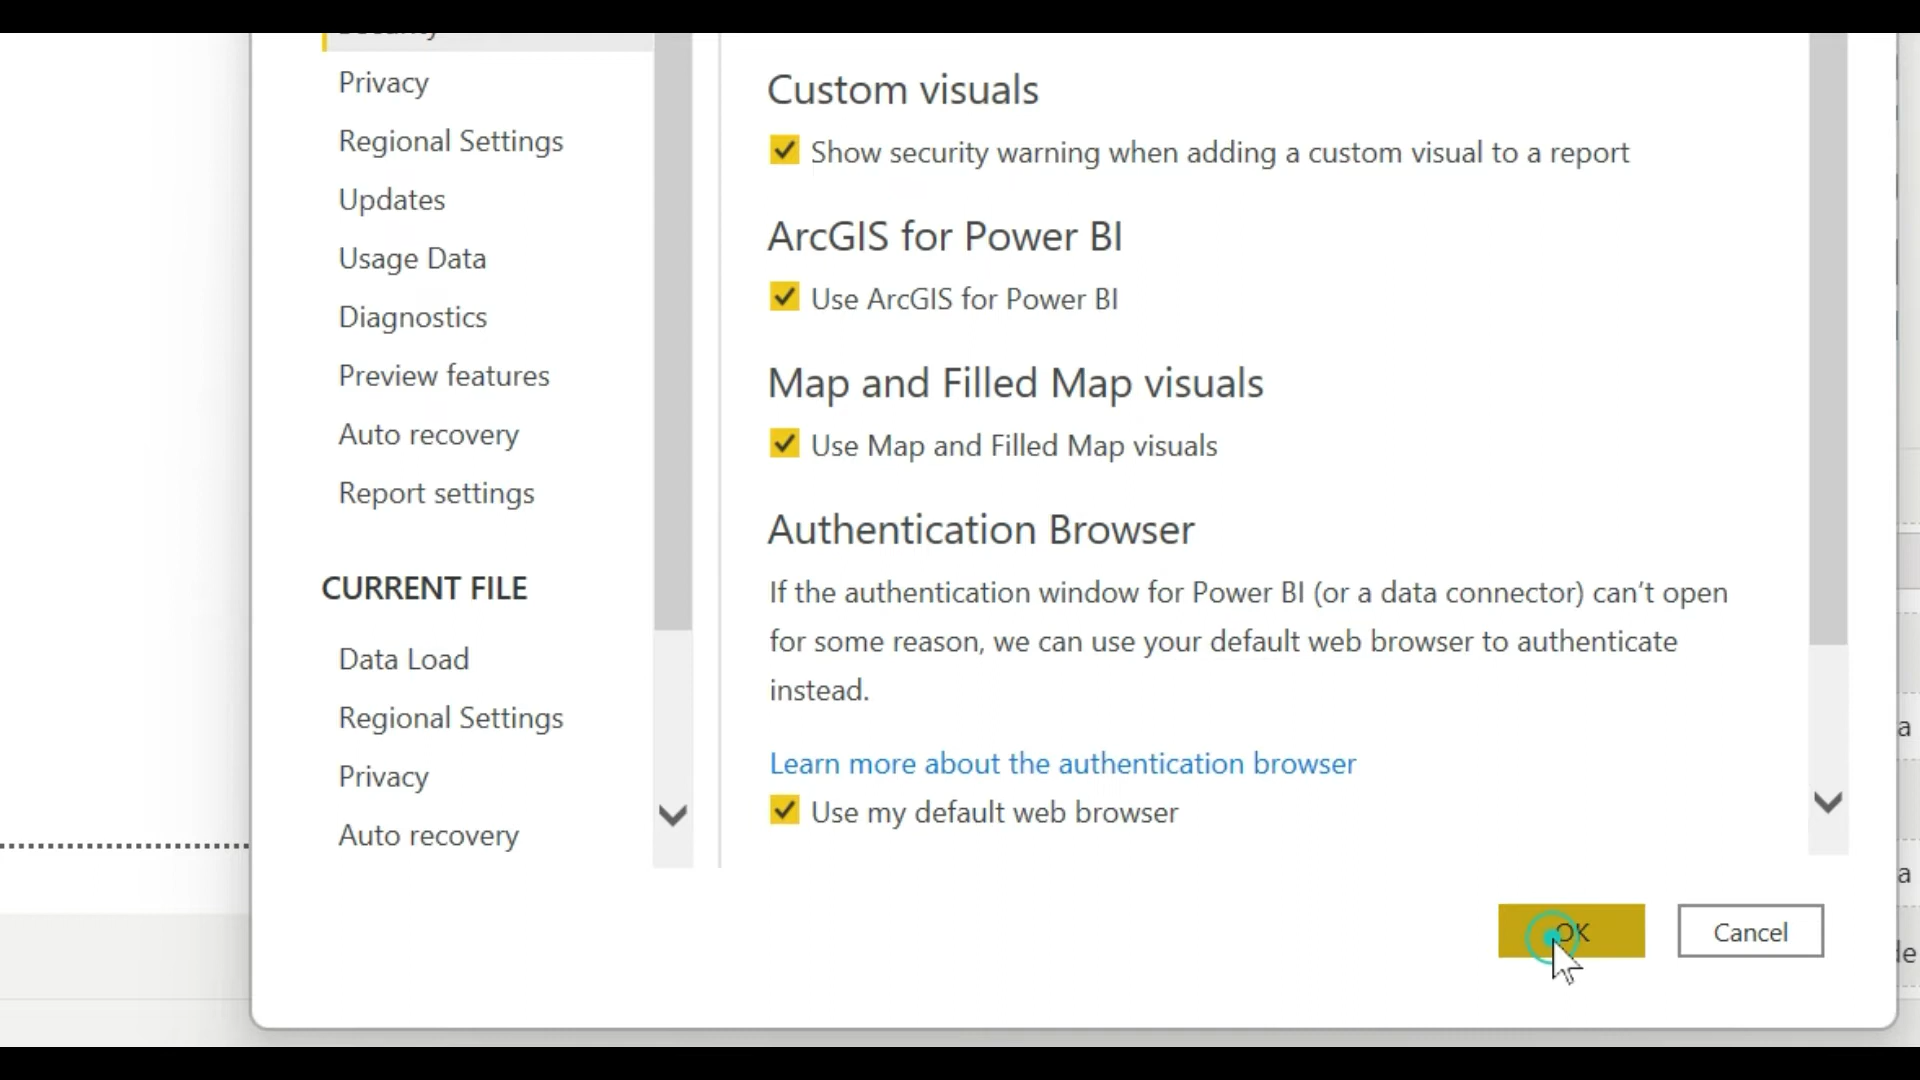 Security
Privacy
Regional Settings
Updates
Usage Data
Diagnostics
Preview features
Auto recovery
Report settings
CURRENT FILE
Data Load
Regional Settings
Privacy
Auto recovery
Custom visuals
Show security warning when adding a custom visual to a report
ArcGIS for Power BI
Use ArcGIS for Power BI
Map and Filled Map visuals
Use Map and Filled Map visuals
Authentication Browser
If the authentication window for Power BI (or a data connector) can't open
for some reason, we can use your default web browser to authenticate
instead.
Learn more about the authentication browser
Use my default web browser
OK
Cancel